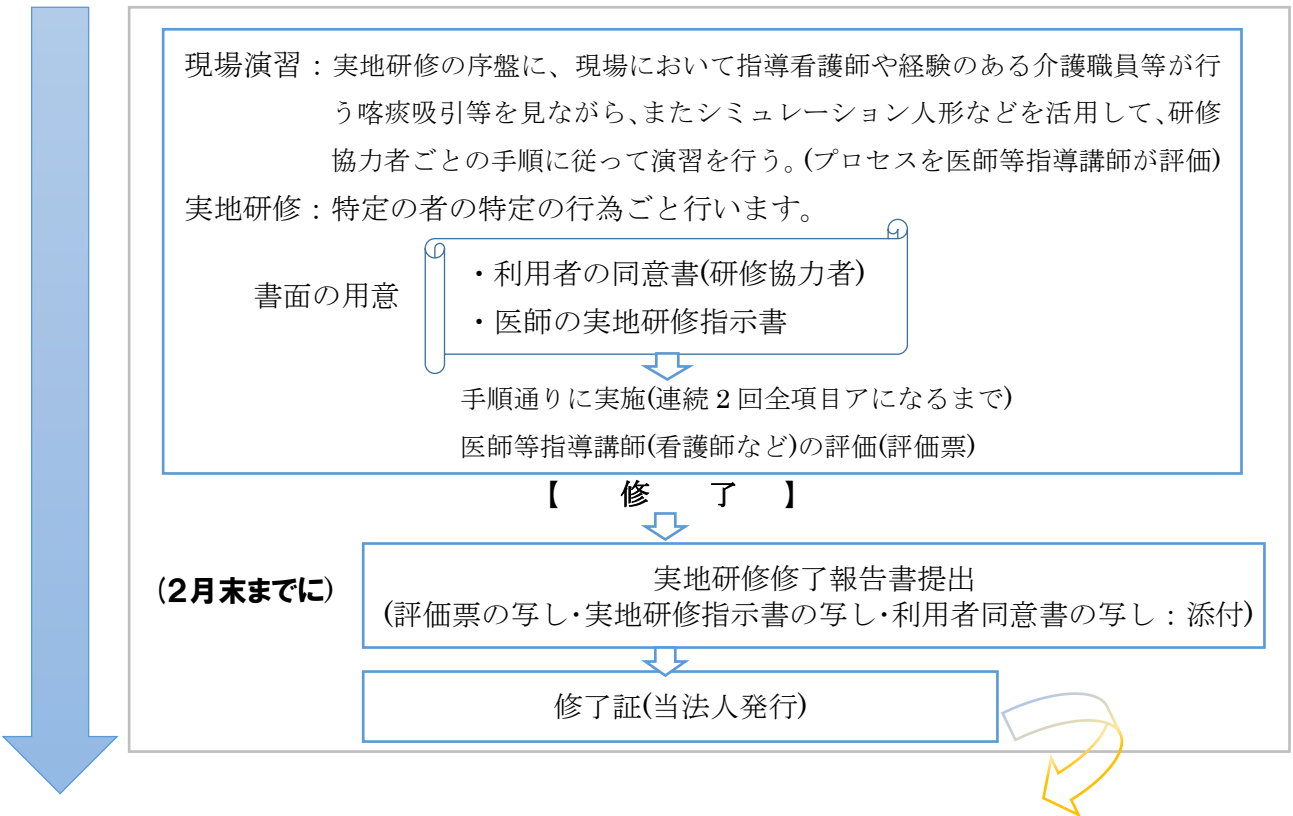 現場演習：実地研修の序盤に、現場において指導看護師や経験のある介護職員等が行
う喀痰吸引等を見ながら、またシミュレーション人形などを活用して、研修
協力者ごとの手順に従って演習を行う。(プロセスを医師等指導講師が評価)
実地研修：特定の者の特定の行為ごと行います。
書面の用意
・利用者の同意書(研修協力者)
・医師の実地研修指示書
手順通りに実施(連続2回全項目アになるまで)
医師等指導講師(看護師など)の評価(評価票)
【　修　了　】
(2月末までに)
実地研修修了報告書提出
(評価票の写し・実地研修指示書の写し・利用者同意書の写し：添付)
修了証(当法人発行)